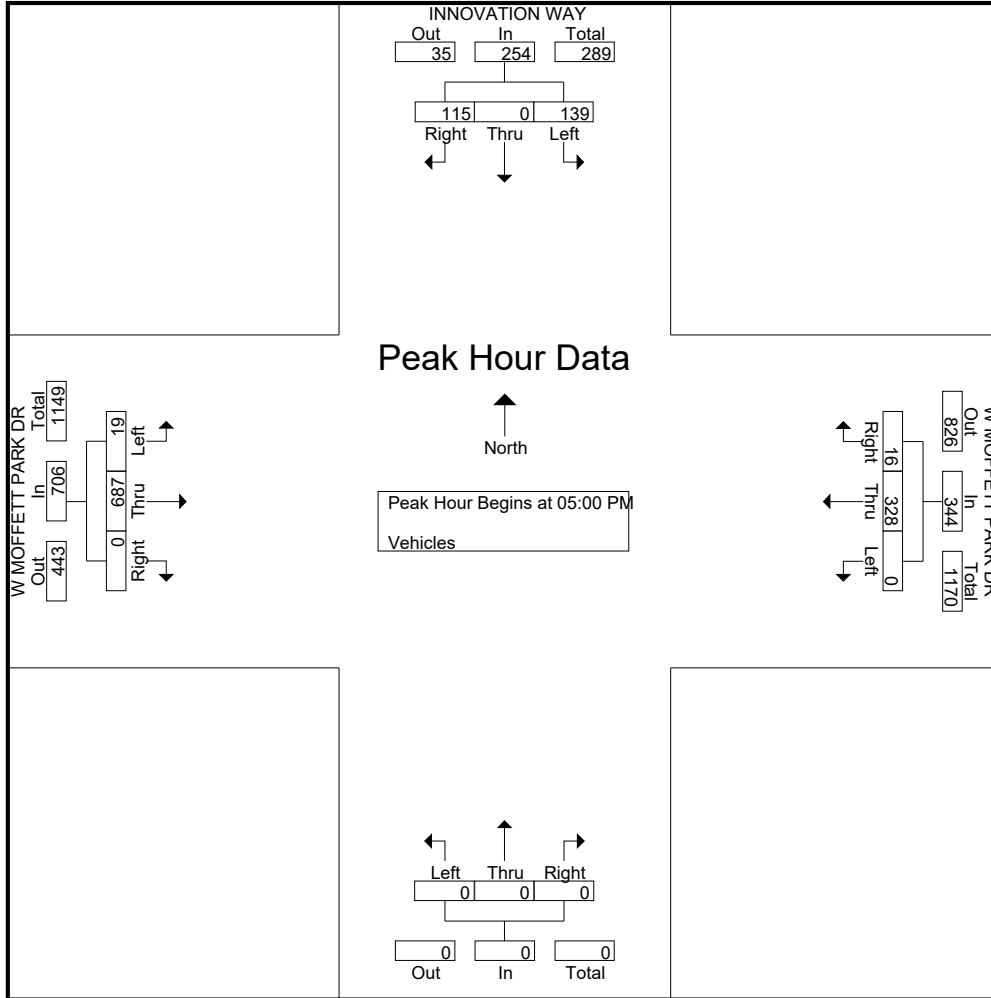 INNOVATION WAY
Out In Total
35 254 289
115 0 139
Right Thru Left
Peak Hour Data
North
Peak Hour Begins at 05:00 PM
Vehicles
W MOFFETT PARK DR
Out In Total
443 706 1149
0 687 19
Right Thru Left
W MOFFETT PARK DR
Out In Total
826 344 1170
16 328 0
Right Thru Left
Left Thru Right
0 0 0
0 0 0
Out In Total